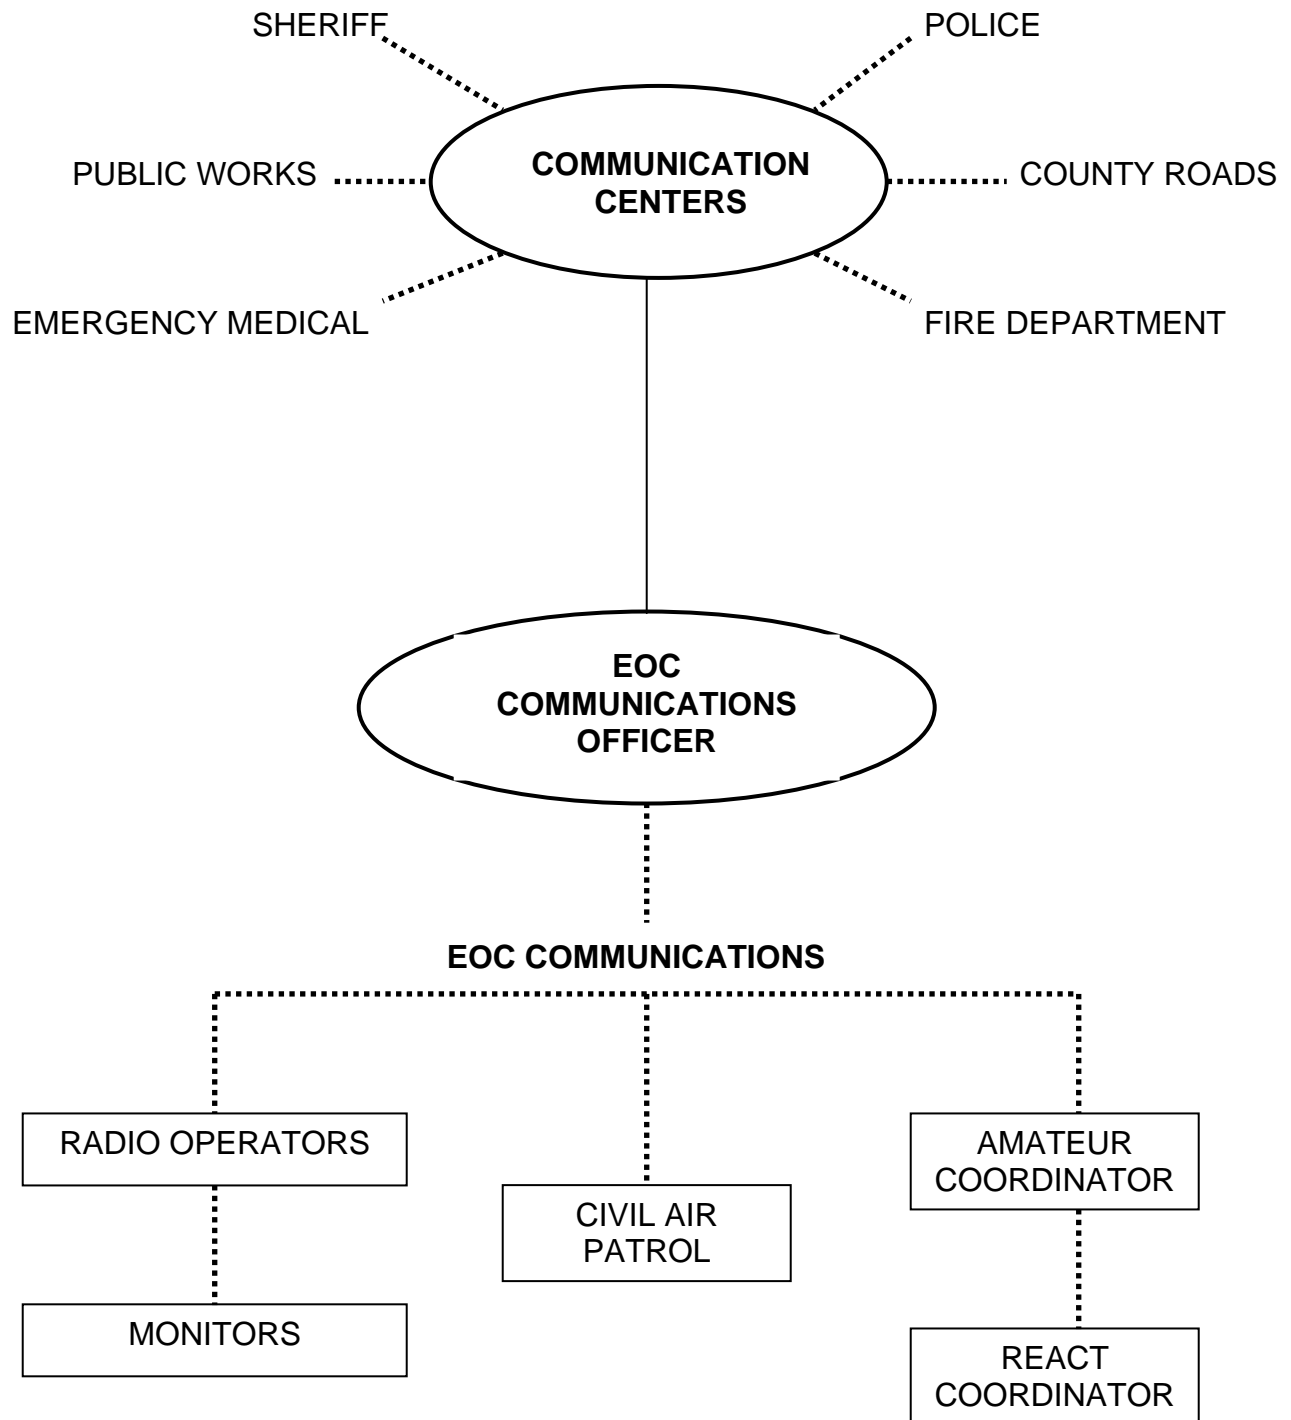 SHERIFF
POLICE
PUBLIC WORKS
COMMUNICATION
CENTERS
COUNTY ROADS
EMERGENCY MEDICAL
FIRE DEPARTMENT
EOC
COMMUNICATIONS
OFFICER
EOC COMMUNICATIONS
RADIO OPERATORS
AMATEUR
COORDINATOR
CIVIL AIR
PATROL
MONITORS
REACT
COORDINATOR